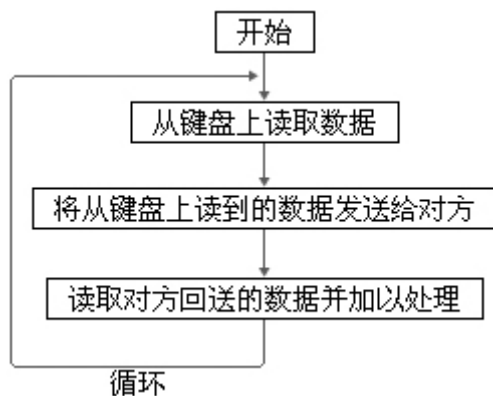 开始
从键盘上读取数据
将从键盘上读到的数据发送给对方
读取对方回送的数据并加以处理
循环